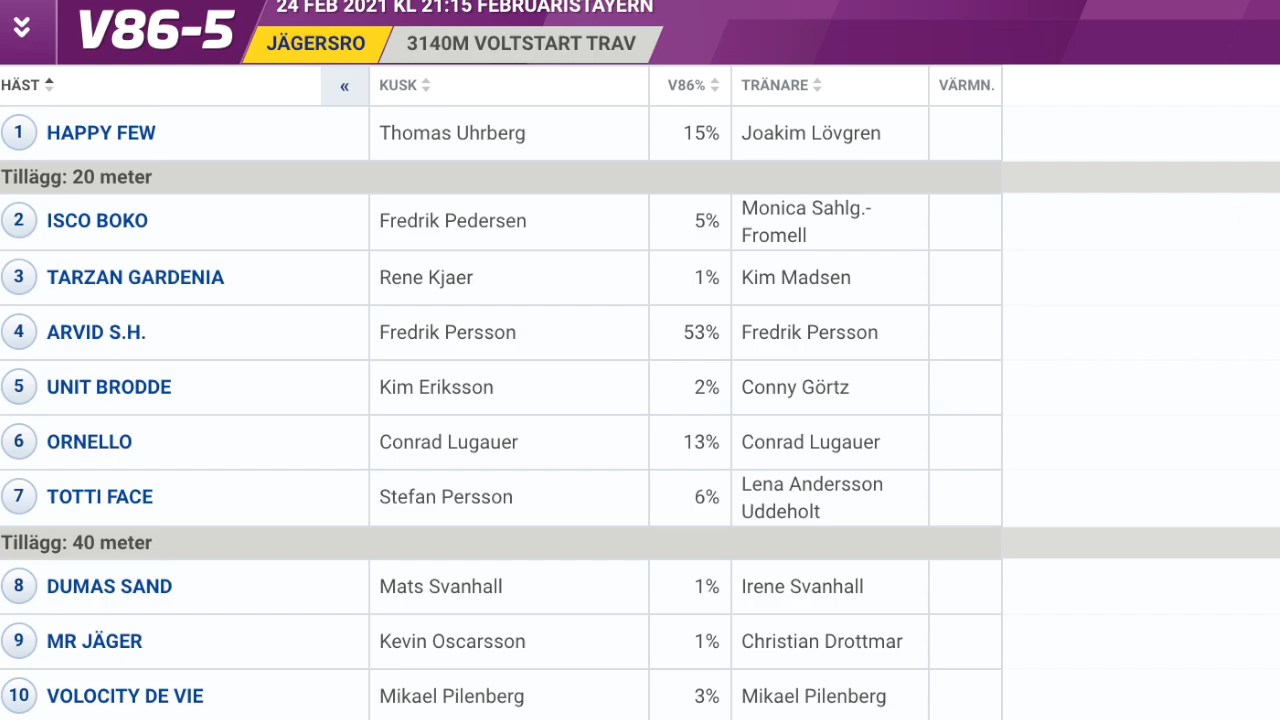 24 FEB 2021 KL 21:15 FEBRUARISTAYERN
V86-5
JÄGERSRO 3140M VOLTSTART TRAV
HÄST « KUSK V86% TRÄNARE VÄRMN.
1 HAPPY FEW Thomas Uhrberg 15% Joakim Lövgren
Tillägg: 20 meter
2 ISCO BOKO Fredrik Pedersen 5% Monica Sahlg.-
Fromell
3 TARZAN GARDENIA Rene Kjaer 1% Kim Madsen
4 ARVID S.H. Fredrik Persson 53% Fredrik Persson
5 UNIT BRODDE Kim Eriksson 2% Conny Görtz
6 ORNELLO Conrad Lugauer 13% Conrad Lugauer
7 TOTTI FACE Stefan Persson 6% Lena Andersson
Uddeholt
Tillägg: 40 meter
8 DUMAS SAND Mats Svanhall 1% Irene Svanhall
9 MR JÄGER Kevin Oscarsson 1% Christian Drottmar
10 VOLOCITY DE VIE Mikael Pilenberg 3% Mikael Pilenberg